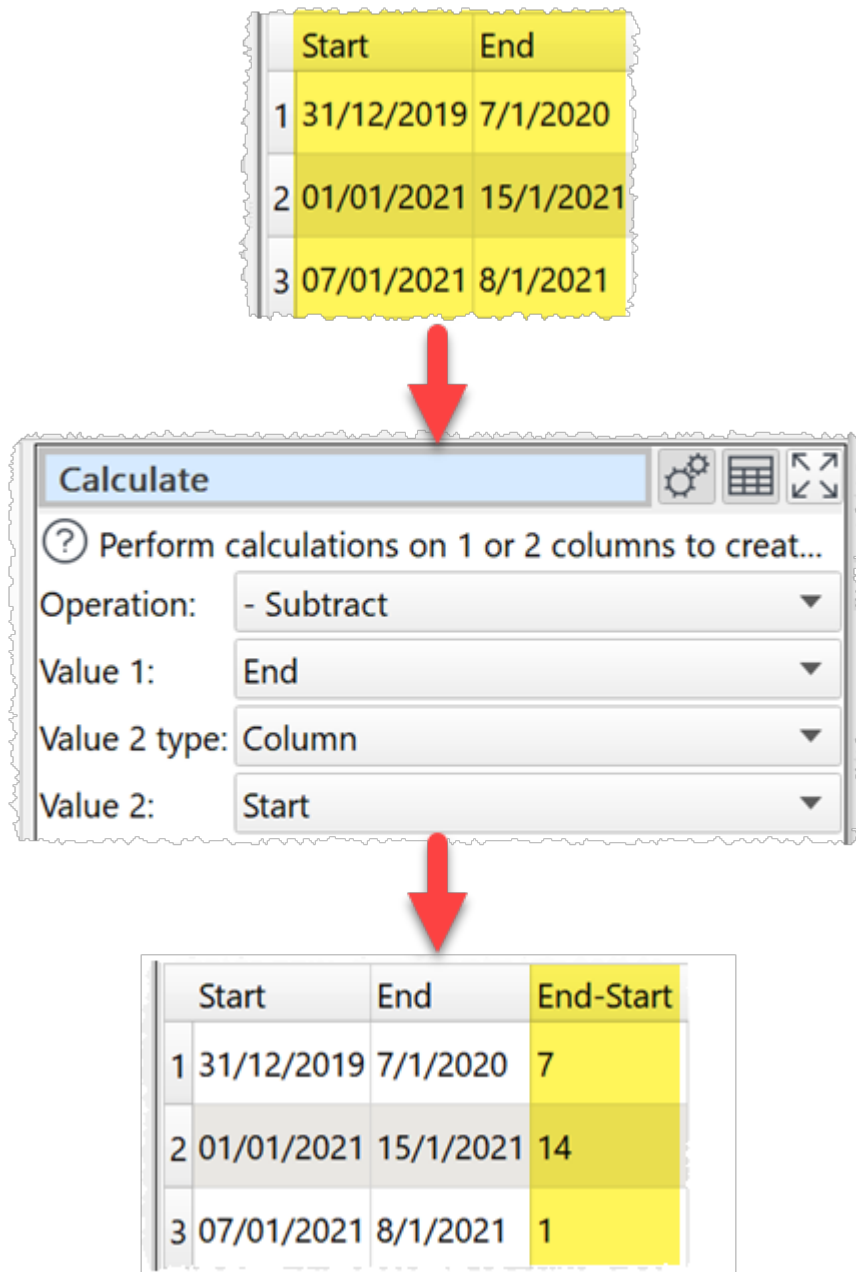 Start End
1 31/12/2019 7/1/2020
2 01/01/2021 15/1/2021
3 07/01/2021 8/1/2021
Calculate
? Perform calculations on 1 or 2 columns to creat...
Operation: - Subtract
Value 1: End
Value 2 type: Column
Value 2: Start
Start End End-Start
1 31/12/2019 7/1/2020 7
2 01/01/2021 15/1/2021 14
3 07/01/2021 8/1/2021 1